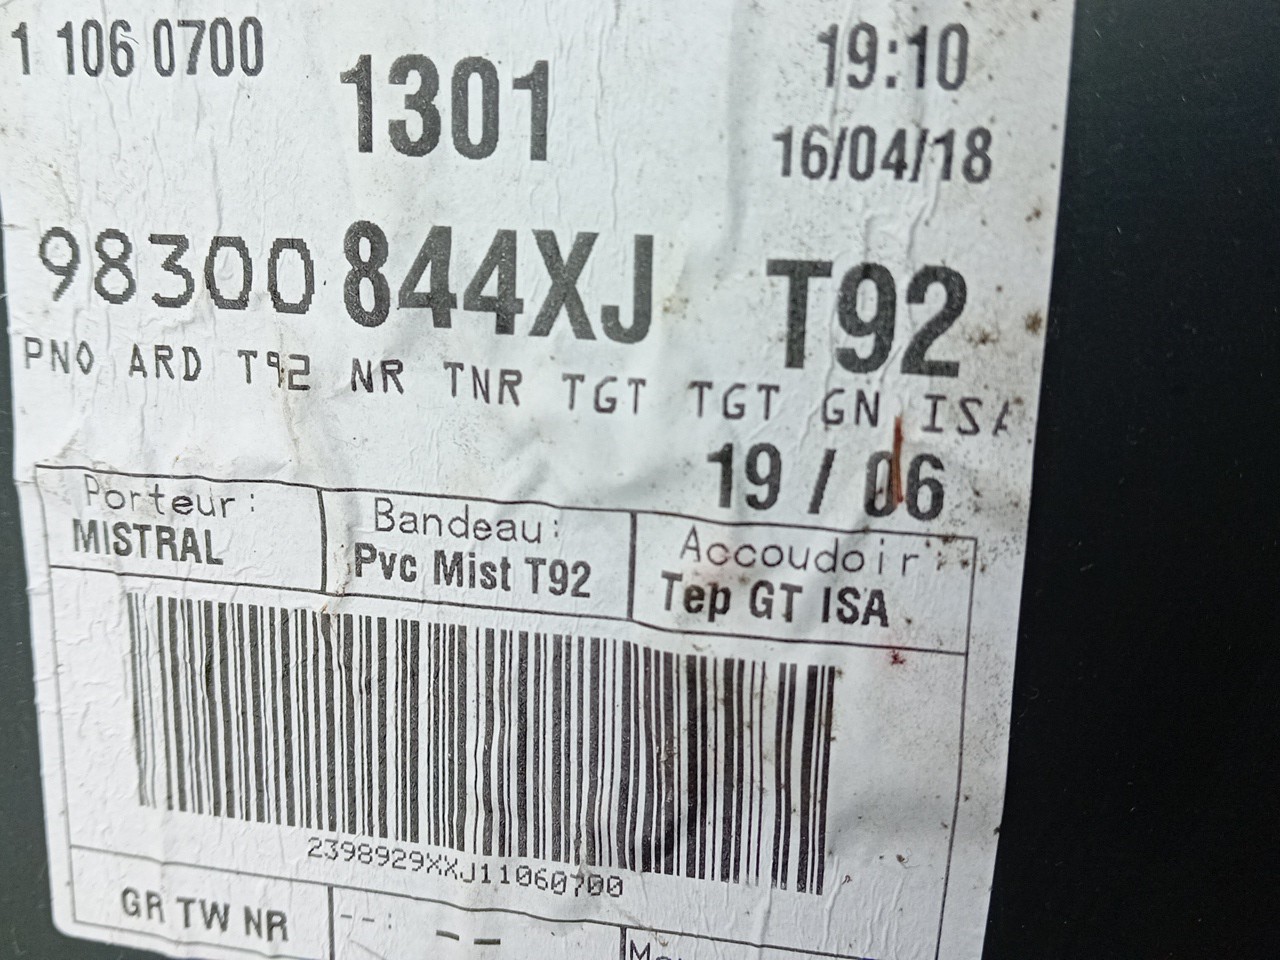 1 106 0700
1301
19:10
16/04/18
98300 844XJ T92
PNO ARD T92 NR TNR TGT TGT GN ISA
19 / 06
Porteur:
MISTRAL
Bandeau:
Pvc Mist T92
Accoudoir:
Tep GT ISA
2398929XXJ11060700
GR TW NR
--:
--